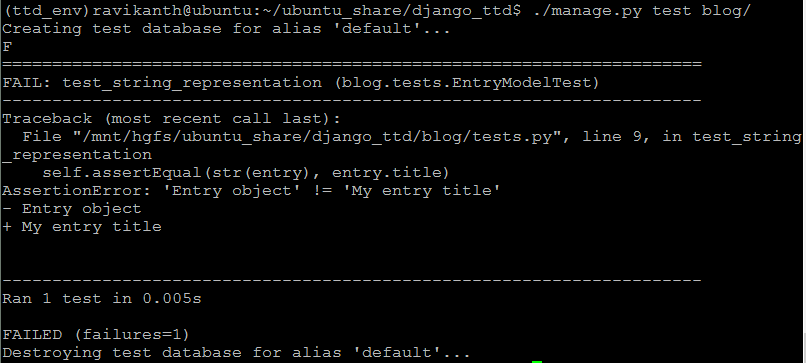 (ttd_env)ravikanth@ubuntu:~/ubuntu_share/django_ttd$ ./manage.py test blog/
Creating test database for alias 'default'...
F
======================================================================
FAIL: test_string_representation (blog.tests.EntryModelTest)
----------------------------------------------------------------------
Traceback (most recent call last):
  File "/mnt/hgfs/ubuntu_share/django_ttd/blog/tests.py", line 9, in test_string
_representation
    self.assertEqual(str(entry), entry.title)
AssertionError: 'Entry object' != 'My entry title'
- Entry object
+ My entry title
----------------------------------------------------------------------
Ran 1 test in 0.005s
FAILED (failures=1)
Destroying test database for alias 'default'...